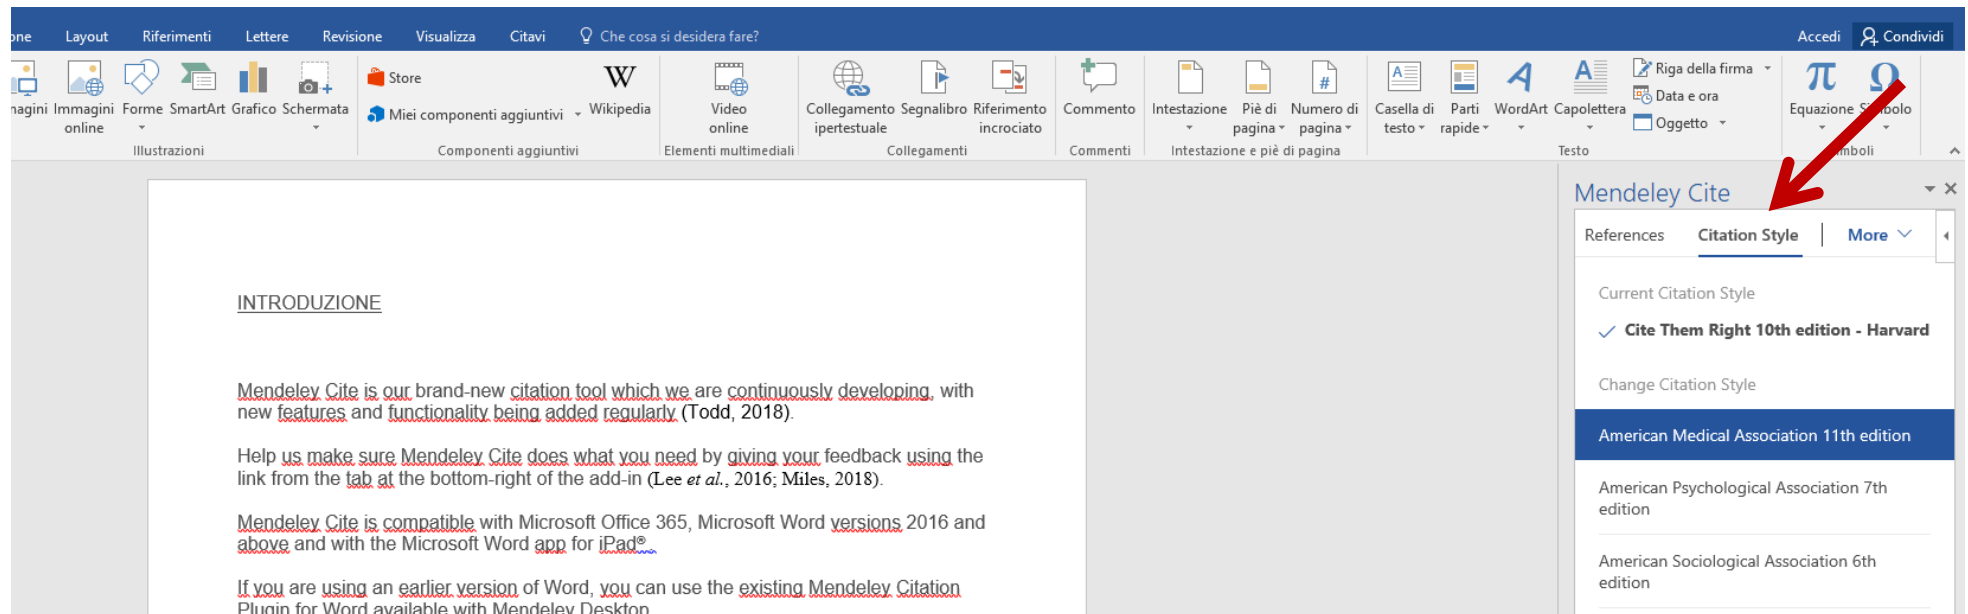 one Layout Riferimenti Lettere Revisione Visualizza Citavi Che cosa si desidera fare? Accedi Condividi
Store
Miei componenti aggiuntivi
W
Wikipedia
Riga della firma
Data e ora
Oggetto
π Ω
nagini Immagini Forme SmartArt Grafico Schermata
online
Video
online
Collegamento Segnalibro Riferimento
ipertestuale incrociato
Commento
Intestazione Piè di Numero di
pagina pagina
Casella di Parti WordArt Capolettera
testo rapide
Equazione
Illustrazioni Componenti aggiuntivi Elementi multimediali Collegamenti Commenti Intestazione e piè di pagina Testo
INTRODUZIONE
Mendeley Cite is our brand-new citation tool which we are continuously developing, with
new features and functionality being added regularly (Todd, 2018).
Help us make sure Mendeley Cite does what you need by giving your feedback using the
link from the tab at the bottom-right of the add-in (Lee et al., 2016; Miles, 2018).
Mendeley Cite is compatible with Microsoft Office 365, Microsoft Word versions 2016 and
above and with the Microsoft Word app for iPad®.
If you are using an earlier version of Word, you can use the existing Mendeley Citation
Plugin for Word available with Mendeley Desktop
Mendeley Cite
References Citation Style More
Current Citation Style
Cite Them Right 10th edition - Harvard
Change Citation Style
American Medical Association 11th edition
American Psychological Association 7th
edition
American Sociological Association 6th
edition